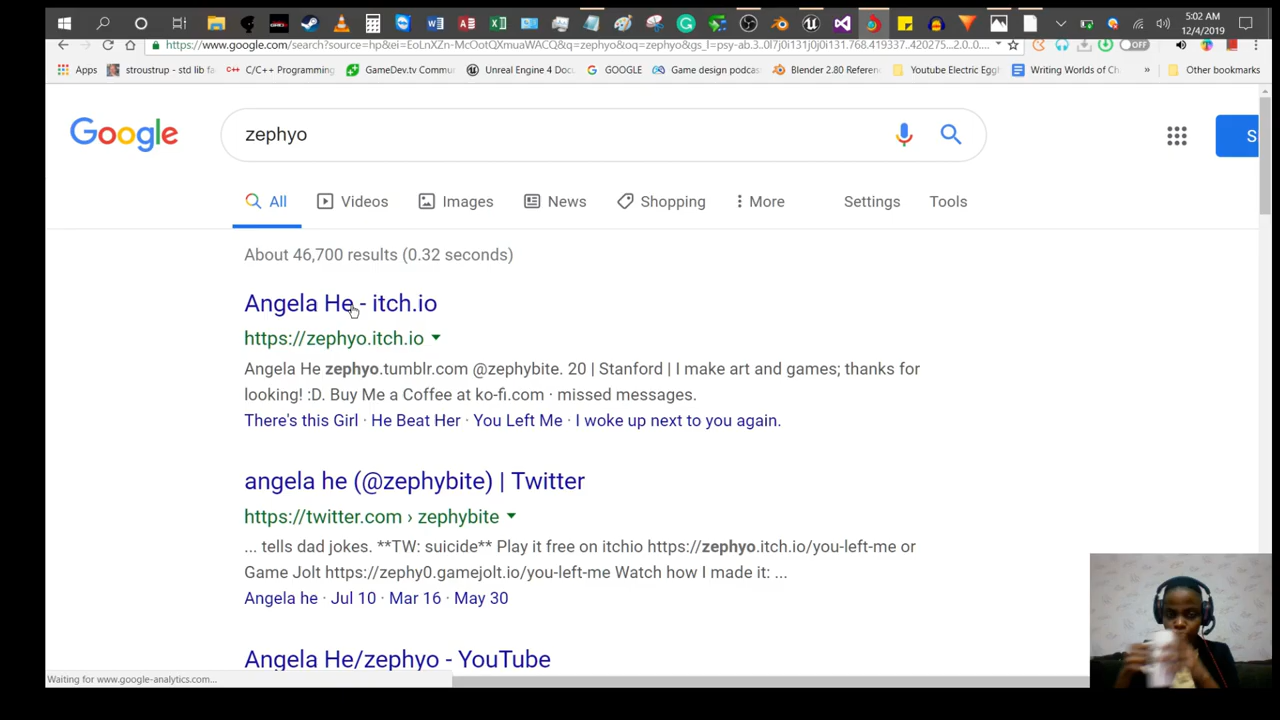 5:02 AM
12/4/2019
https://www.google.com/search?source=hp&ei=EoLnXZn-McOotQXmuaWACQ&q=zephyo&oq=zephyo&gs_l=psy-ab.3..0l7j0i131j0i131.768.419337..420275...2.0..0...
OFF
Apps
stroustrup - std lib fa
C/C++ Programming
GameDev.tv Commu
Unreal Engine 4 Docu
GOOGLE
Game design podcas
Blender 2.80 Referenc
Youtube Electric Eggp
Writing Worlds of Ch
»
Other bookmarks
Google
zephyo
S
All
Videos
Images
News
Shopping
More
Settings
Tools
About 46,700 results (0.32 seconds)
Angela He - itch.io
https://zephyo.itch.io
Angela He zephyo.tumblr.com @zephybite. 20 | Stanford | I make art and games; thanks for
looking! :D. Buy Me a Coffee at ko-fi.com · missed messages.
There's this Girl · He Beat Her · You Left Me · I woke up next to you again.
angela he (@zephybite) | Twitter
https://twitter.com › zephybite
... tells dad jokes. **TW: suicide** Play it free on itchio https://zephyo.itch.io/you-left-me or
Game Jolt https://zephy0.gamejolt.io/you-left-me Watch how I made it: ...
Angela he · Jul 10 · Mar 16 · May 30
Angela He/zephyo - YouTube
Waiting for www.google-analytics.com...